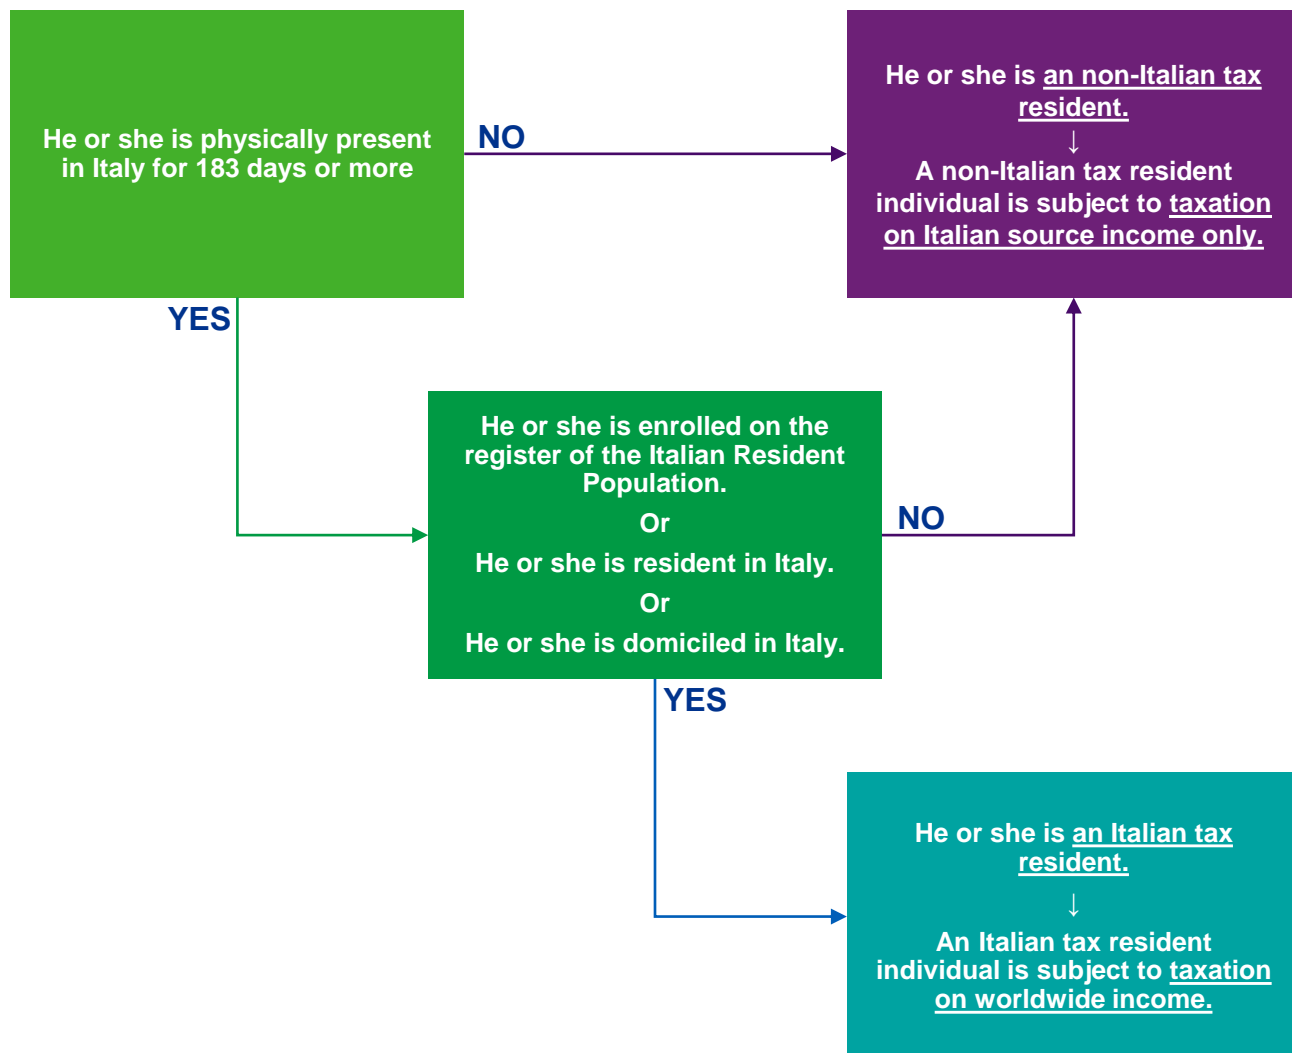 He or she is physically present
in Italy for 183 days or more
NO
He or she is an non-Italian tax
resident.
↓
A non-Italian tax resident
individual is subject to taxation
on Italian source income only.
YES
He or she is enrolled on the
register of the Italian Resident
Population.
Or
He or she is resident in Italy.
Or
He or she is domiciled in Italy.
NO
YES
He or she is an Italian tax
resident.
↓
An Italian tax resident
individual is subject to taxation
on worldwide income.